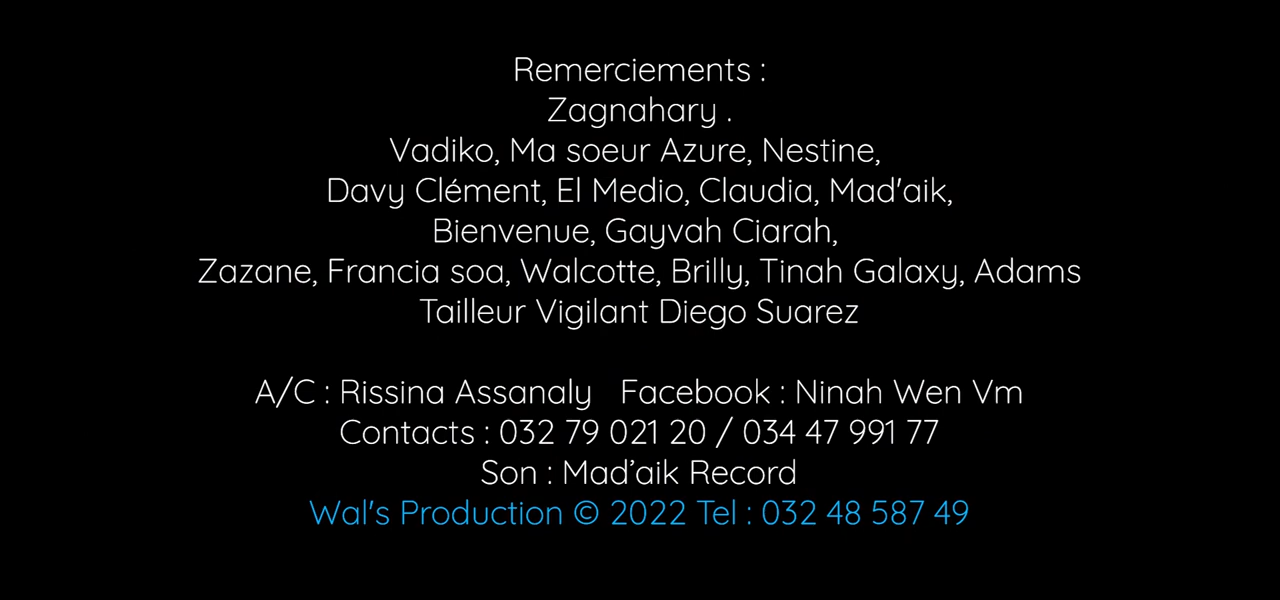 Remerciements :
Zagnahary .
Vadiko, Ma soeur Azure, Nestine,
Davy Clément, El Medio, Claudia, Mad'aik,
Bienvenue, Gayvah Ciarah,
Zazane, Francia soa, Walcotte, Brilly, Tinah Galaxy, Adams
Tailleur Vigilant Diego Suarez
A/C : Rissina Assanaly   Facebook : Ninah Wen Vm
Contacts : 032 79 021 20 / 034 47 991 77
Son : Mad’aik Record
Wal's Production © 2022 Tel : 032 48 587 49